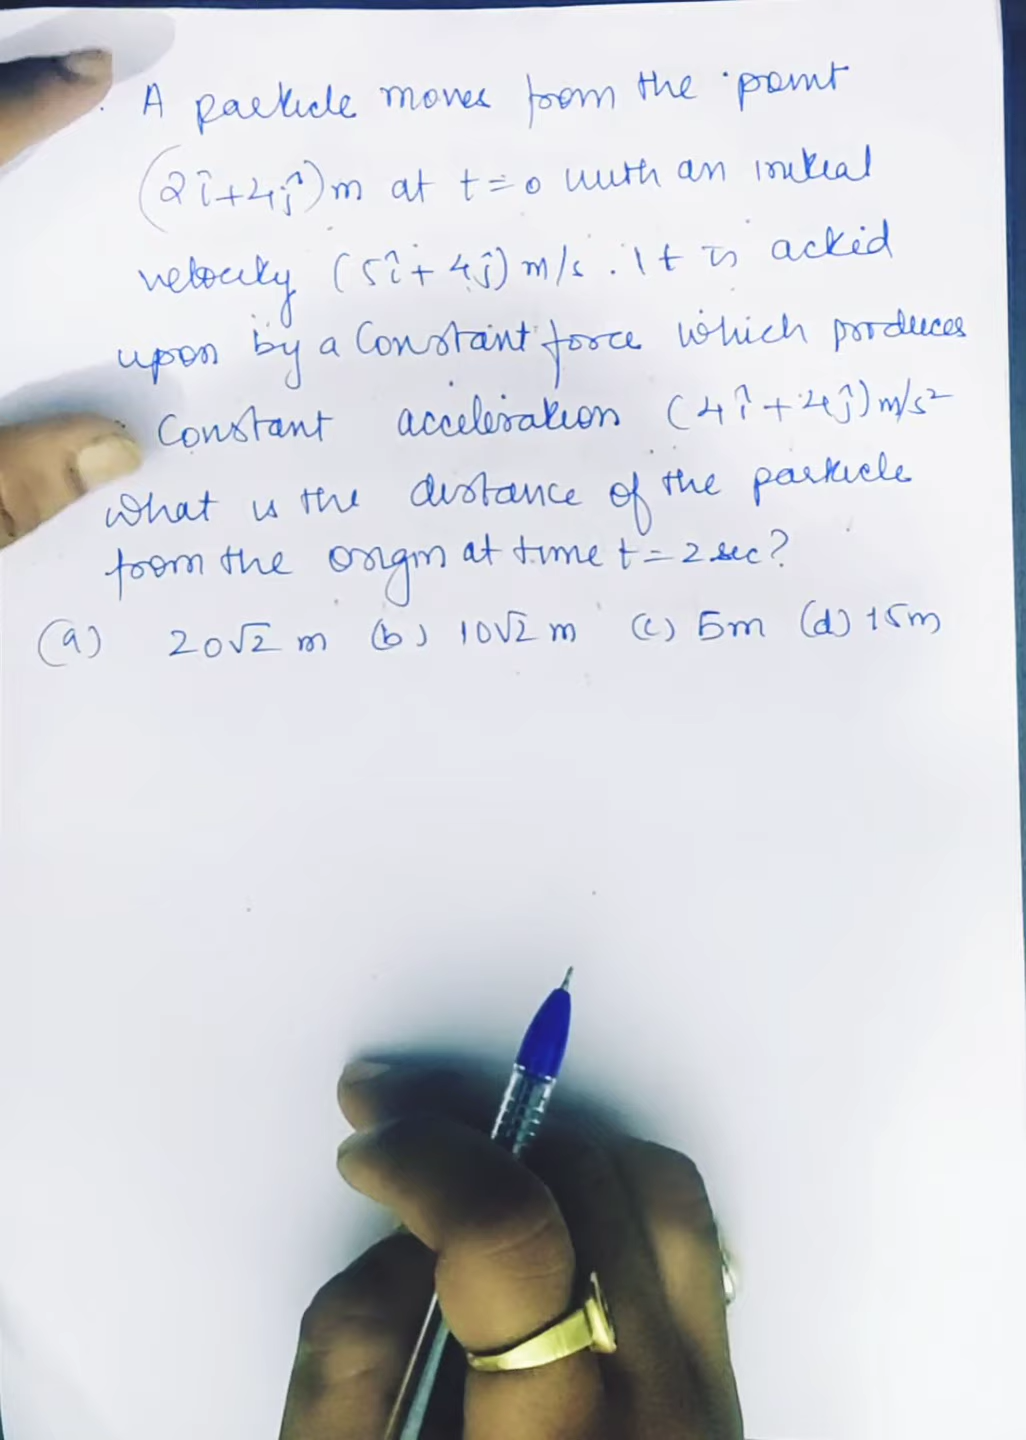 A particle moves from the point
(2î+4ĵ)m at t=0 with an initial
velocity (5î+4ĵ) m/s. It is acted
upon by a Constant force which produces
Constant acceleration (4î+4ĵ)m/s²
What is the distance of the particle
from the origin at time t=2 sec?
(a) 20√2 m (b) 10√2 m (c) 5m (d) 15m